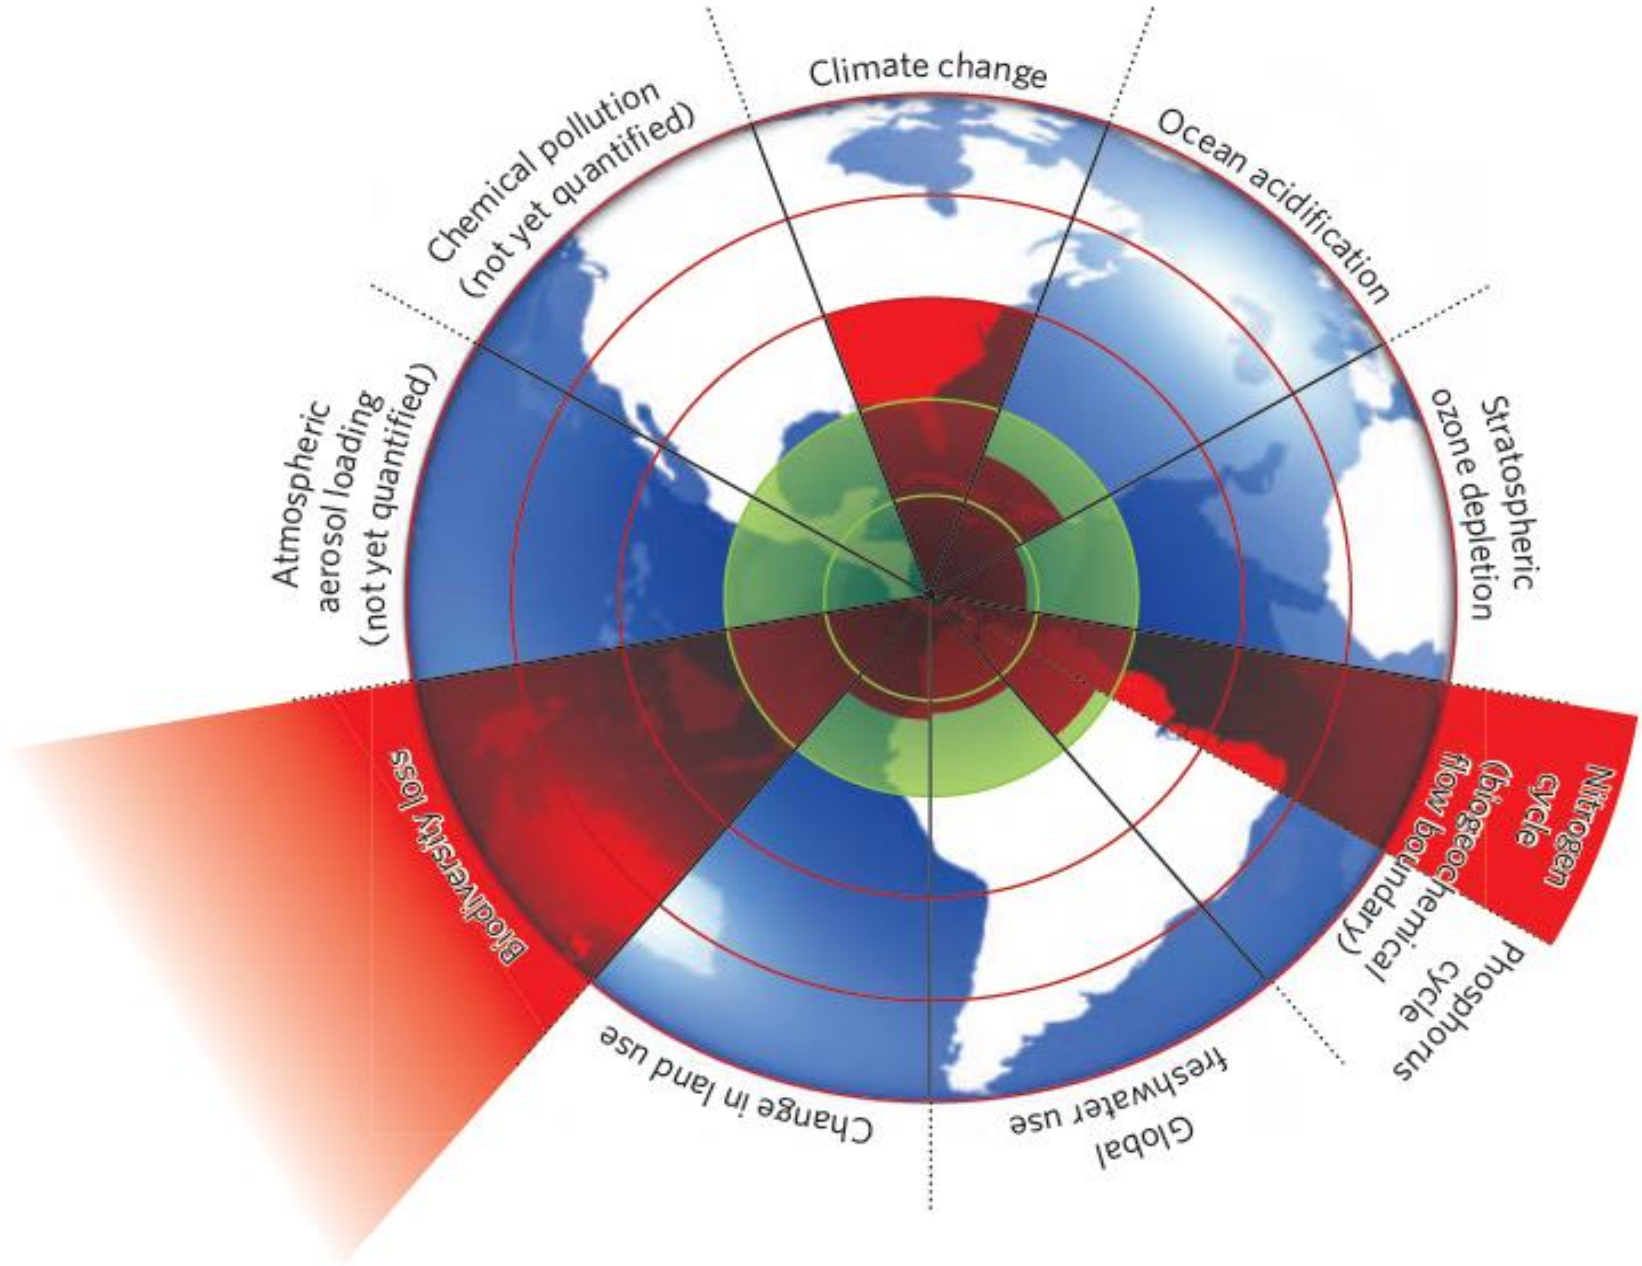 Climate change
Ocean acidification
Stratospheric
ozone depletion
Nitrogen
cycle
(biogeochemical
flow boundary)
Phosphorus
cycle
Global
freshwater use
Change in land use
Biodiversity loss
Atmospheric
aerosol loading
(not yet quantified)
Chemical pollution
(not yet quantified)